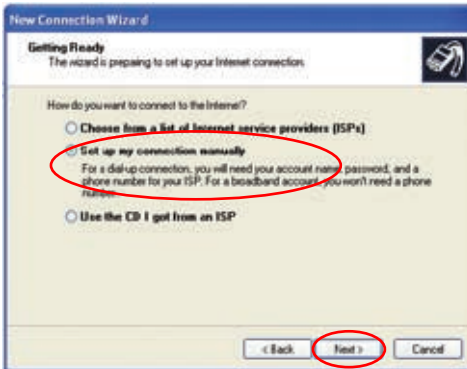 New Connection Wizard
Getting Ready
The wizard is preparing to set up your Internet connection.
How do you want to connect to the Internet?
Choose from a list of Internet service providers (ISPs)
Set up my connection manually
For a dial-up connection, you will need your account name, password, and a
phone number for your ISP. For a broadband account, you won't need a phone
number.
Use the CD I got from an ISP
< Back
Next >
Cancel